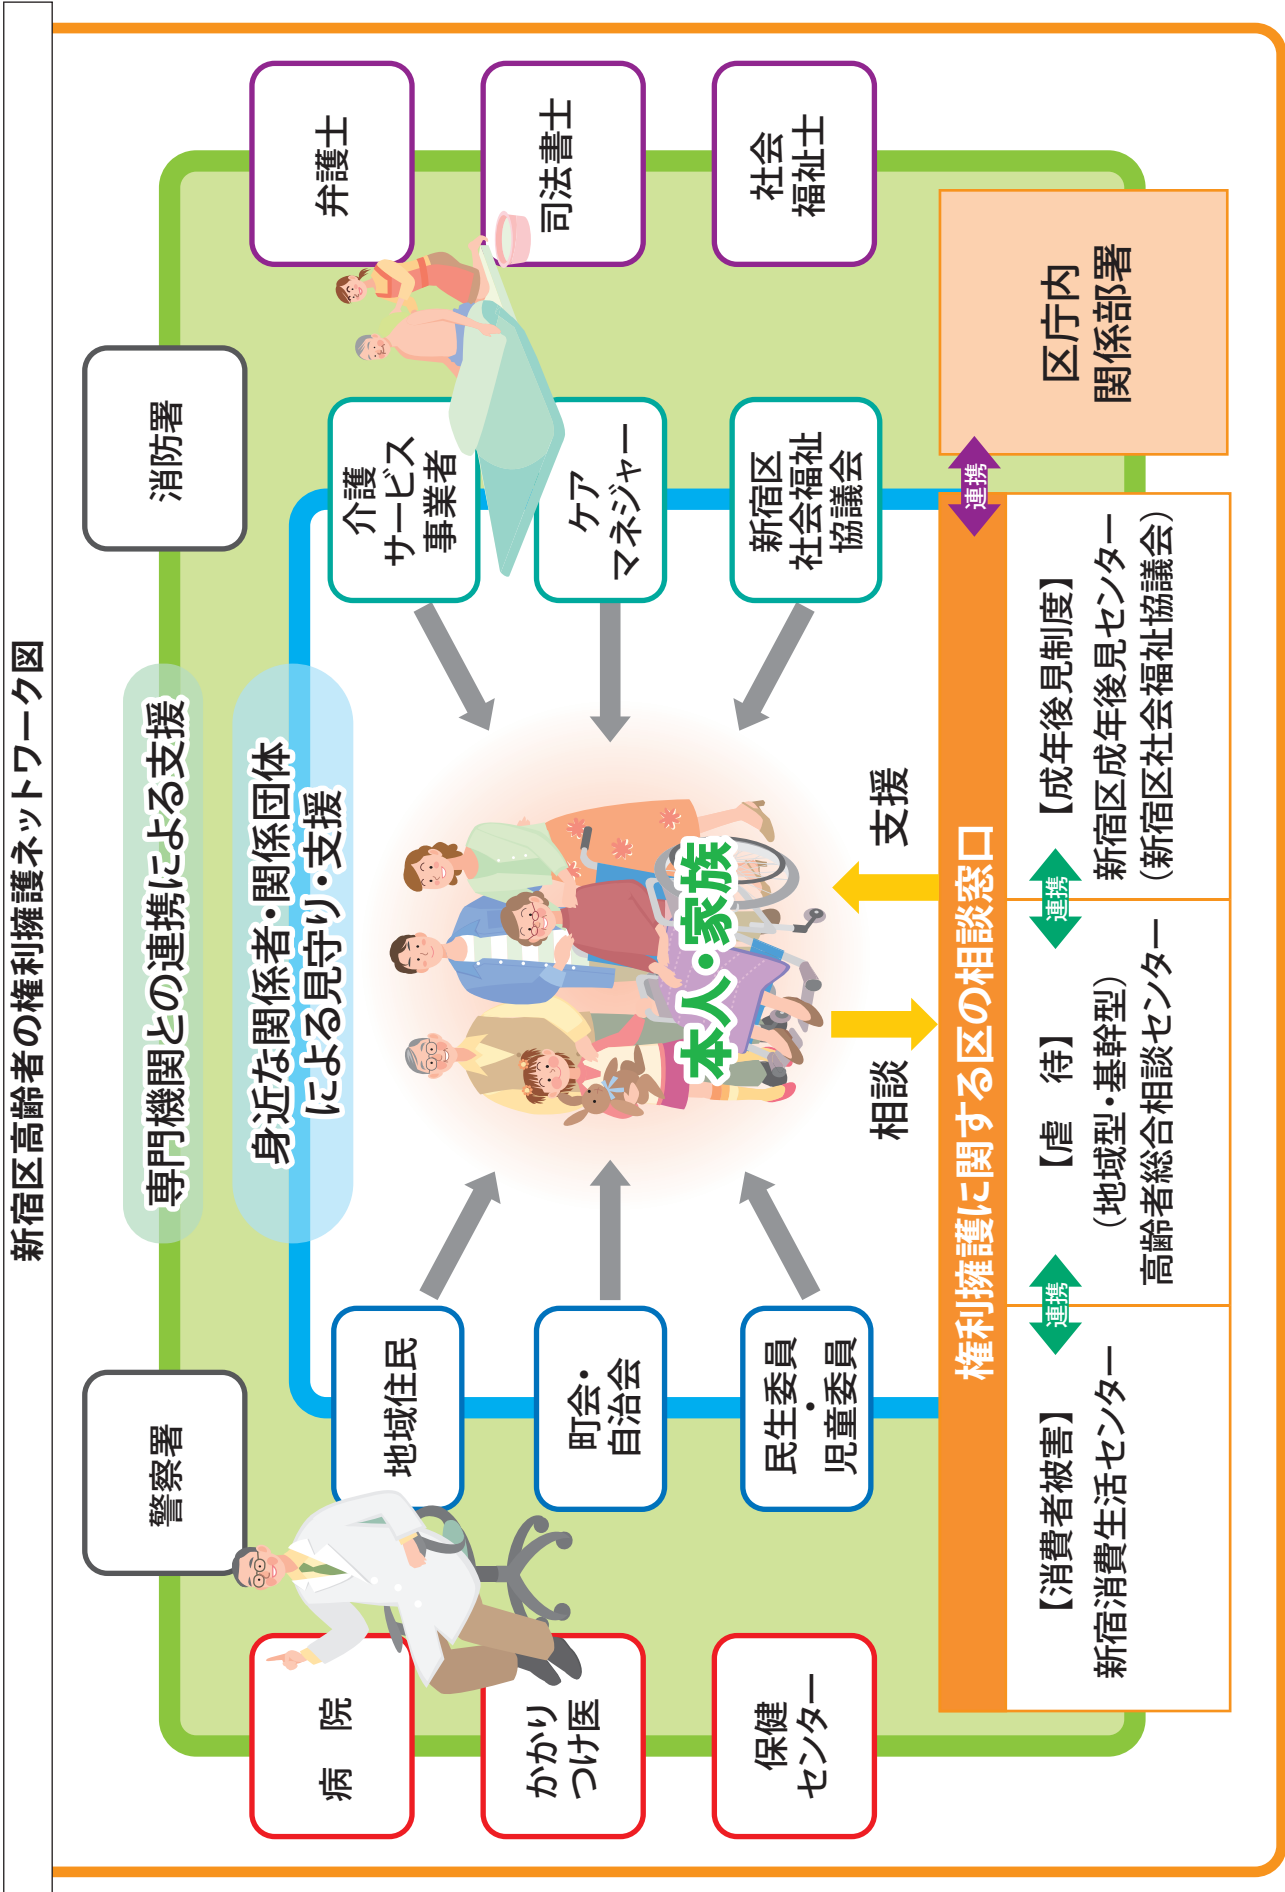 新宿区高齢者の権利擁護ネットワーク図
専門機関との連携による支援
身近な関係者・関係団体
による見守り・支援
警察署
消防署
病　院
かかり
つけ医
保健
センター
弁護士
司法書士
社会
福祉士
地域住民
町会・
自治会
民生委員
・
児童委員
介護
サービス
事業者
ケア
マネジャー
新宿区
社会福祉
協議会
本人・家族
相談
支援
権利擁護に関する区の相談窓口
【消費者被害】
新宿消費生活センター
連携
【虐　待】
（地域型・基幹型）
高齢者総合相談センター
連携
【成年後見制度】
新宿区成年後見センター
（新宿区社会福祉協議会）
連携
区庁内
関係部署